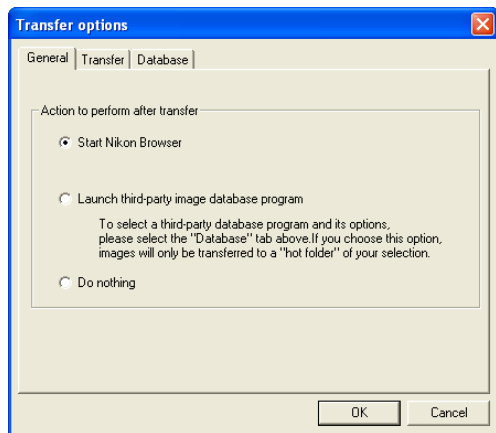 Transfer options
General Transfer Database
Action to perform after transfer
Start Nikon Browser
Launch third-party image database program
To select a third-party database program and its options,
please select the "Database" tab above.If you choose this option,
images will only be transferred to a "hot folder" of your selection.
Do nothing
OK Cancel